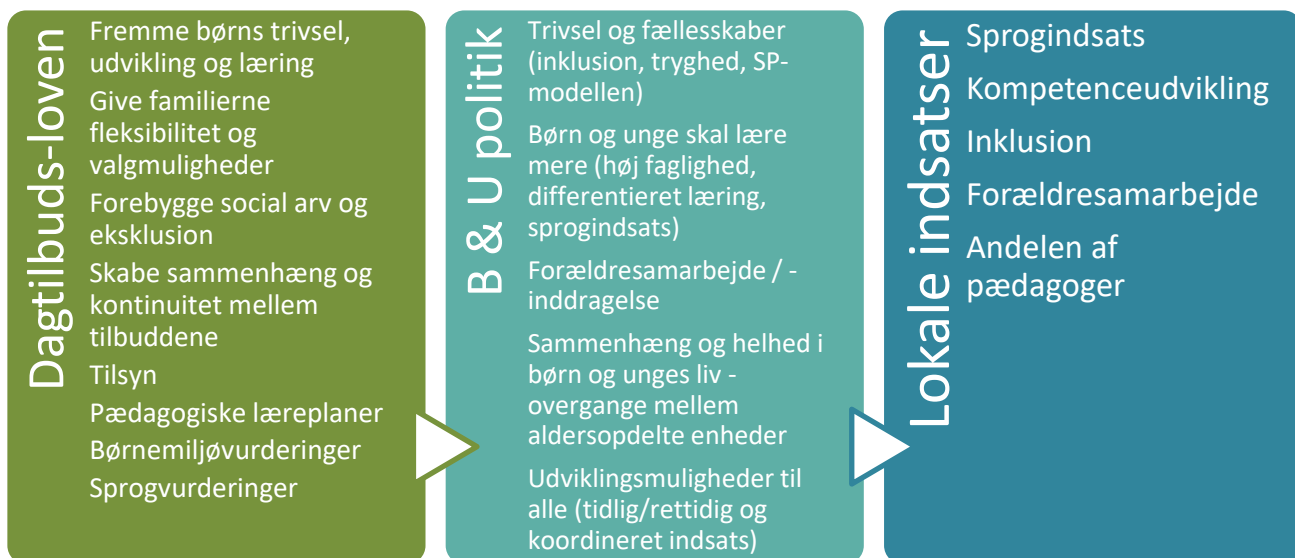 Dagtilbuds-loven
Fremme børns trivsel,
udvikling og læring
Give familierne
fleksibilitet og
valgmuligheder
Forebygge social arv og
eksklusion
Skabe sammenhæng og
kontinuitet mellem
tilbuddene
Tilsyn
Pædagogiske læreplaner
Børnemiljøvurderinger
Sprogvurderinger
B & U politik
Trivsel og fællesskaber
(inklusion, tryghed, SP-
modellen)
Børn og unge skal lære
mere (høj faglighed,
differentieret læring,
sprogindsats)
Forældresamarbejde / -
inddragelse
Sammenhæng og helhed i
børn og unges liv -
overgange mellem
aldersopdelte enheder
Udviklingsmuligheder til
alle (tidlig/rettidig og
koordineret indsats)
Lokale indsatser
Sprogindsats
Kompetenceudvikling
Inklusion
Forældresamarbejde
Andelen af
pædagoger